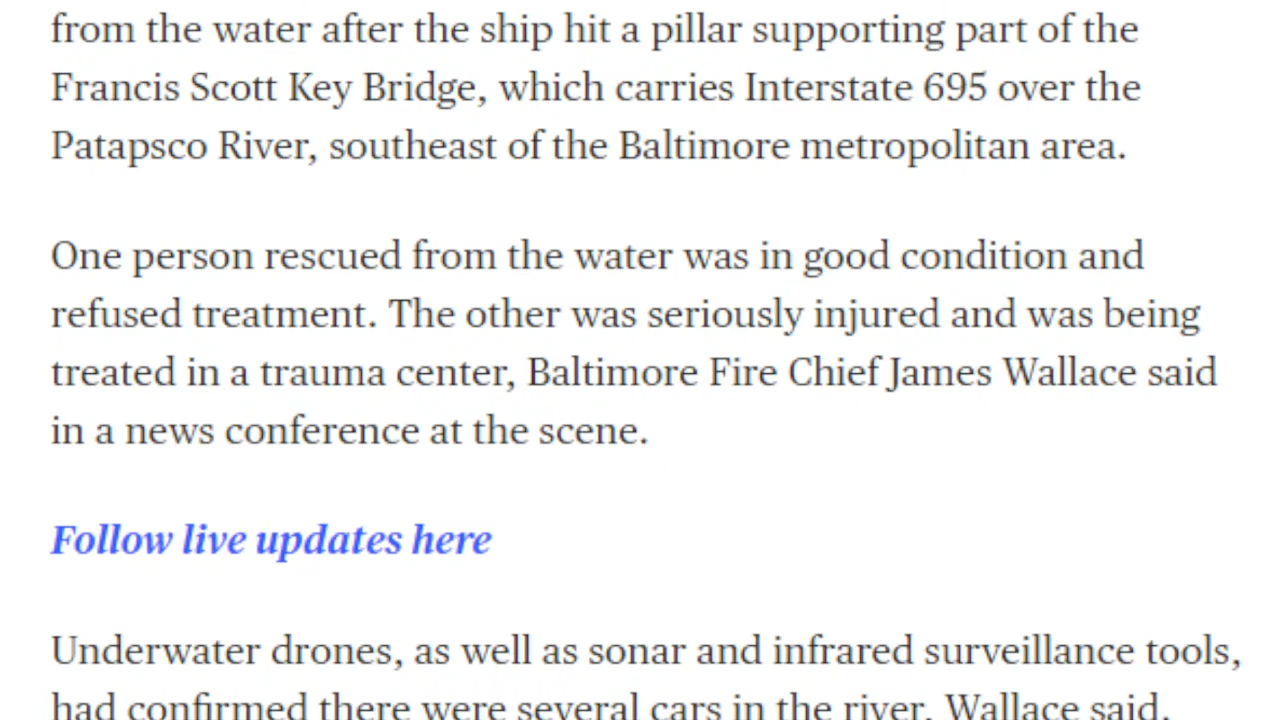 from the water after the ship hit a pillar supporting part of the
Francis Scott Key Bridge, which carries Interstate 695 over the
Patapsco River, southeast of the Baltimore metropolitan area.
One person rescued from the water was in good condition and
refused treatment. The other was seriously injured and was being
treated in a trauma center, Baltimore Fire Chief James Wallace said
in a news conference at the scene.
Follow live updates here
Underwater drones, as well as sonar and infrared surveillance tools,
had confirmed there were several cars in the river, Wallace said.